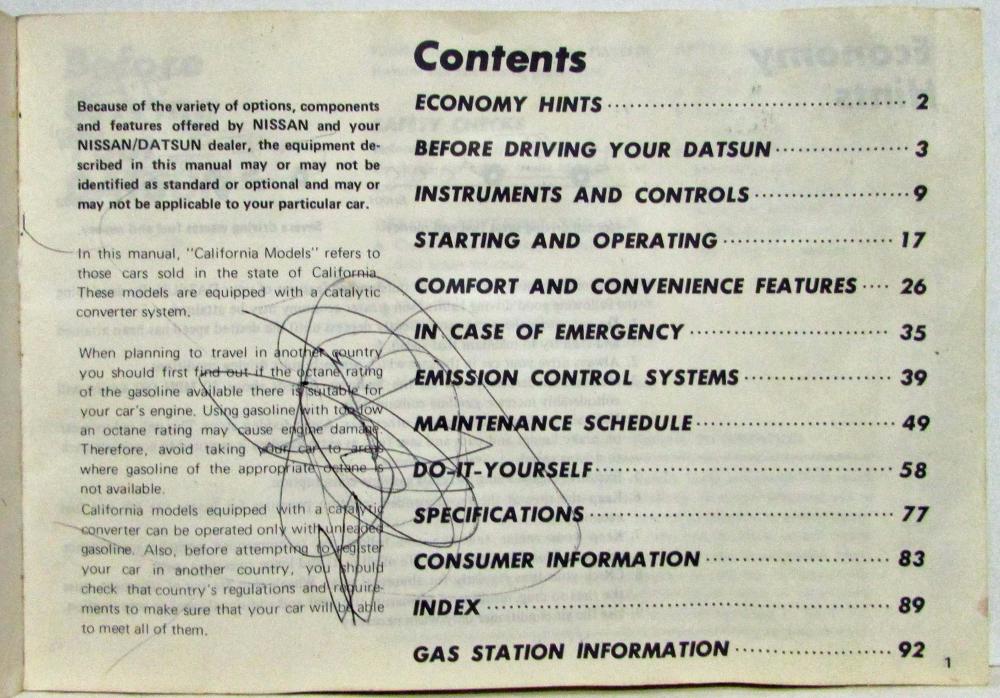 Because of the variety of options, components
and features offered by NISSAN and your
NISSAN/DATSUN dealer, the equipment de-
scribed in this manual may or may not be
identified as standard or optional and may or
may not be applicable to your particular car.
In this manual, "California Models" refers to
those cars sold in the state of California.
These models are equipped with a catalytic
converter system.
When planning to travel in another country
you should first find out if the octane rating
of the gasoline available there is suitable for
your car's engine. Using gasoline with too low
an octane rating may cause engine damage.
Therefore, avoid taking your car to areas
where gasoline of the appropriate octane is
not available.
California models equipped with a catalytic
converter can be operated only with unleaded
gasoline. Also, before attempting to register
your car in another country, you should
check that country's regulations and require-
ments to make sure that your car will be able
to meet all of them.
Contents
ECONOMY HINTS 2
BEFORE DRIVING YOUR DATSUN 3
INSTRUMENTS AND CONTROLS 9
STARTING AND OPERATING 17
COMFORT AND CONVENIENCE FEATURES 26
IN CASE OF EMERGENCY 35
EMISSION CONTROL SYSTEMS 39
MAINTENANCE SCHEDULE 49
DO-IT-YOURSELF 58
SPECIFICATIONS 77
CONSUMER INFORMATION 83
INDEX 89
GAS STATION INFORMATION 92
1